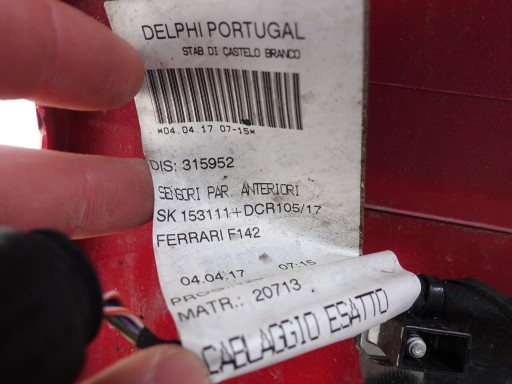 DELPHI PORTUGAL
STAB DI CASTELO BRANCO
*04.04.17 07-15*
DIS: 315952
SENSORI PAR. ANTERIORI
SK 153111+DCR105/17
FERRARI F142
04.04.17 07:15
MATR.: 20713
CABLAGGIO ESATTO